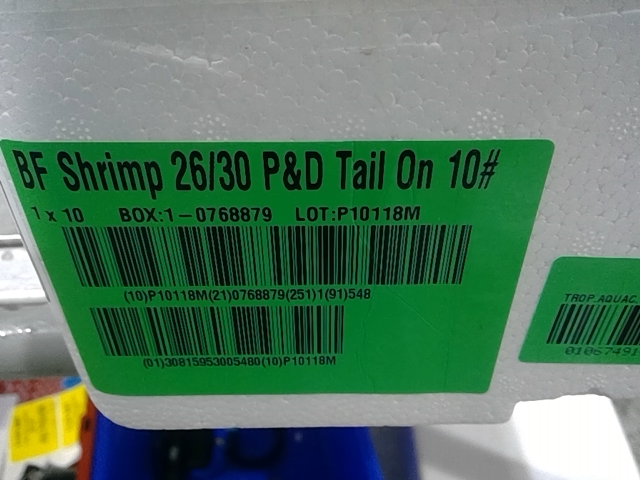 BF Shrimp 26/30 P&D Tail On 10#
1 x 10 BOX:1-0768879 LOT:P10118M
(10)P10118M(21)0768879(251)1(91)548
(01)30815953005480(10)P10118M
TROP.AQUAC
01067491